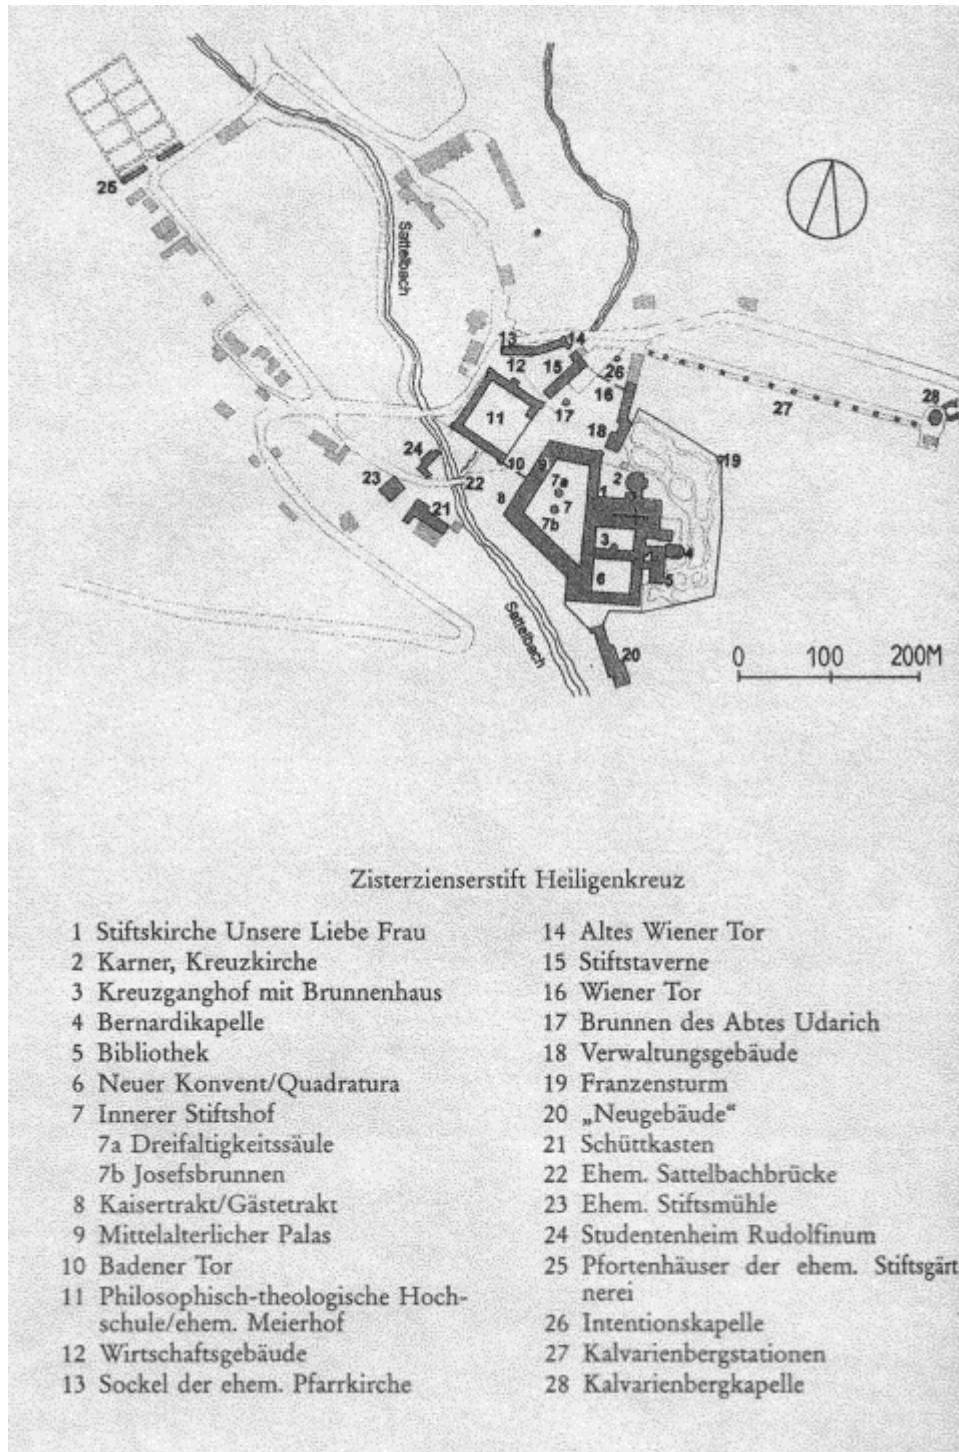 25
Sattelbach
13
14
12
15
26
16
27
28
17
11
18
19
24
10
9
2
23
22
7a
1
8
7
21
7b
3
4
6
5
Sattelbach
20
0 100 200M
Zisterzienserstift Heiligenkreuz
1 Stiftskirche Unsere Liebe Frau
2 Karner, Kreuzkirche
3 Kreuzganghof mit Brunnenhaus
4 Bernardikapelle
5 Bibliothek
6 Neuer Konvent/Quadratura
7 Innerer Stiftshof
7a Dreifaltigkeitssäule
7b Josefsbrunnen
8 Kaisertrakt/Gästetrakt
9 Mittelalterlicher Palas
10 Badener Tor
11 Philosophisch-theologische Hoch-
schule/ehem. Meierhof
12 Wirtschaftsgebäude
13 Sockel der ehem. Pfarrkirche
14 Altes Wiener Tor
15 Stiftstaverne
16 Wiener Tor
17 Brunnen des Abtes Udarich
18 Verwaltungsgebäude
19 Franzensturm
20 „Neugebäude“
21 Schüttkasten
22 Ehem. Sattelbachbrücke
23 Ehem. Stiftsmühle
24 Studentenheim Rudolfinum
25 Pfortenhäuser der ehem. Stiftsgärt
nerei
26 Intentionskapelle
27 Kalvarienbergstationen
28 Kalvarienbergkapelle